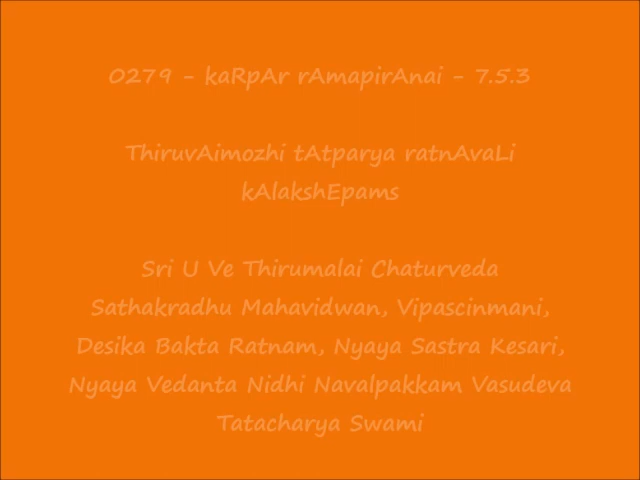 0279 - kaRpAr rAmapirAnai - 7.5.3
ThiruvAimozhi tAtparya ratnAvaLi
kAlakshEpams
Sri U Ve Thirumalai Chaturveda
Sathakradhu Mahavidwan, Vipascinmani,
Desika Bakta Ratnam, Nyaya Sastra Kesari,
Nyaya Vedanta Nidhi Navalpakkam Vasudeva
Tatacharya Swami